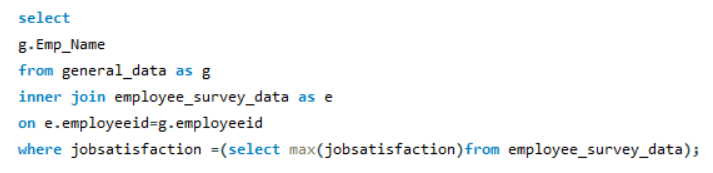 select
g.Emp_Name
from general_data as g
inner join employee_survey_data as e
on e.employeeid=g.employeeid
where jobsatisfaction =(select max(jobsatisfaction)from employee_survey_data);